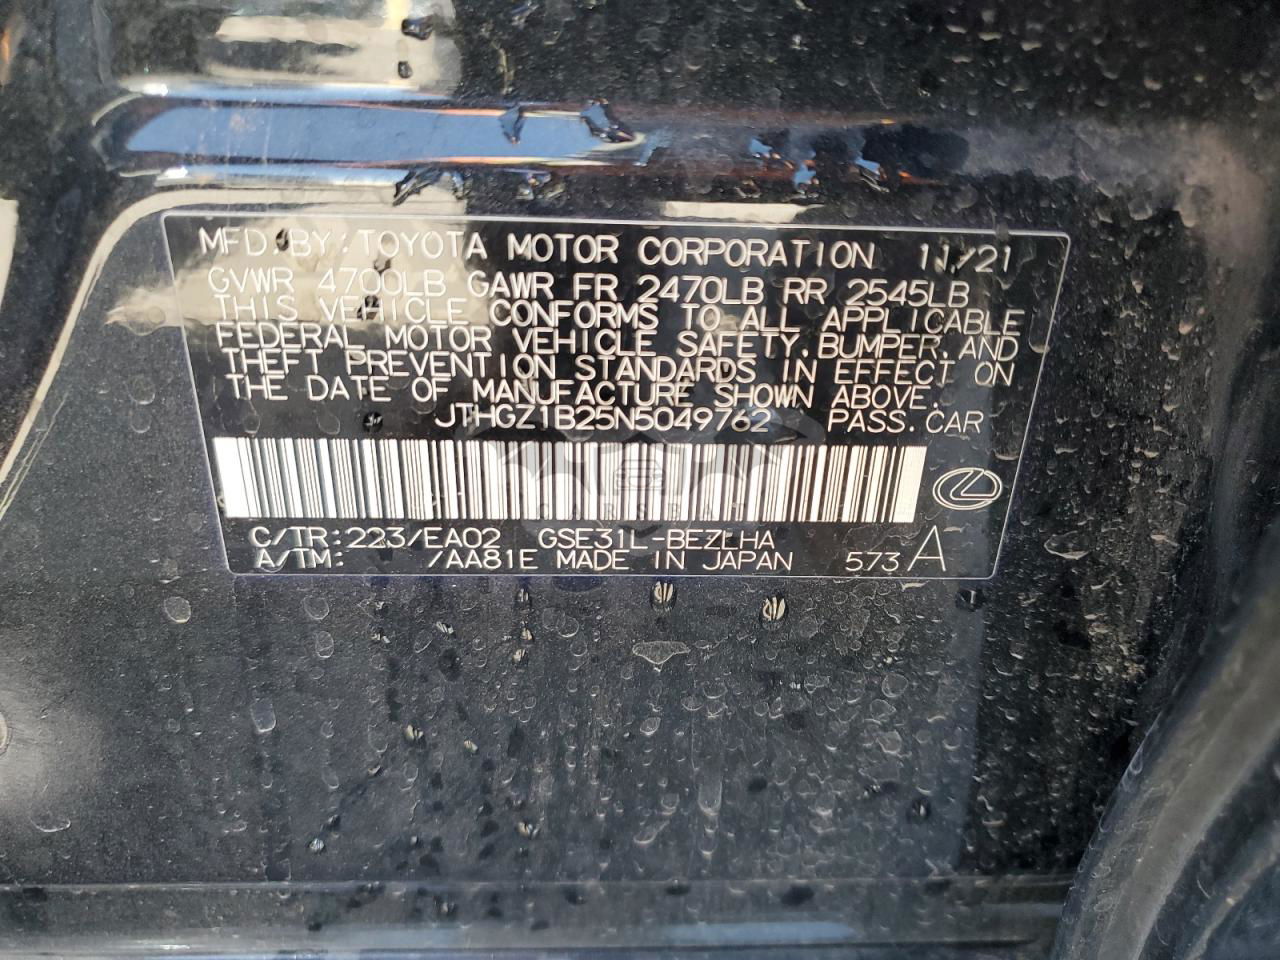 MFD. BY: TOYOTA MOTOR CORPORATION 11/21
GVWR 4700LB GAWR FR 2470LB RR 2545LB
THIS VEHICLE CONFORMS TO ALL APPLICABLE
FEDERAL MOTOR VEHICLE SAFETY, BUMPER, AND
THEFT PREVENTION STANDARDS IN EFFECT ON
THE DATE OF MANUFACTURE SHOWN ABOVE.
JTHGZ1B25N5049762 PASS. CAR
CARSBAT
C/TR: 223/EA02 GSE31L-BEZLHA
A/TM: /AA81E MADE IN JAPAN 573 A